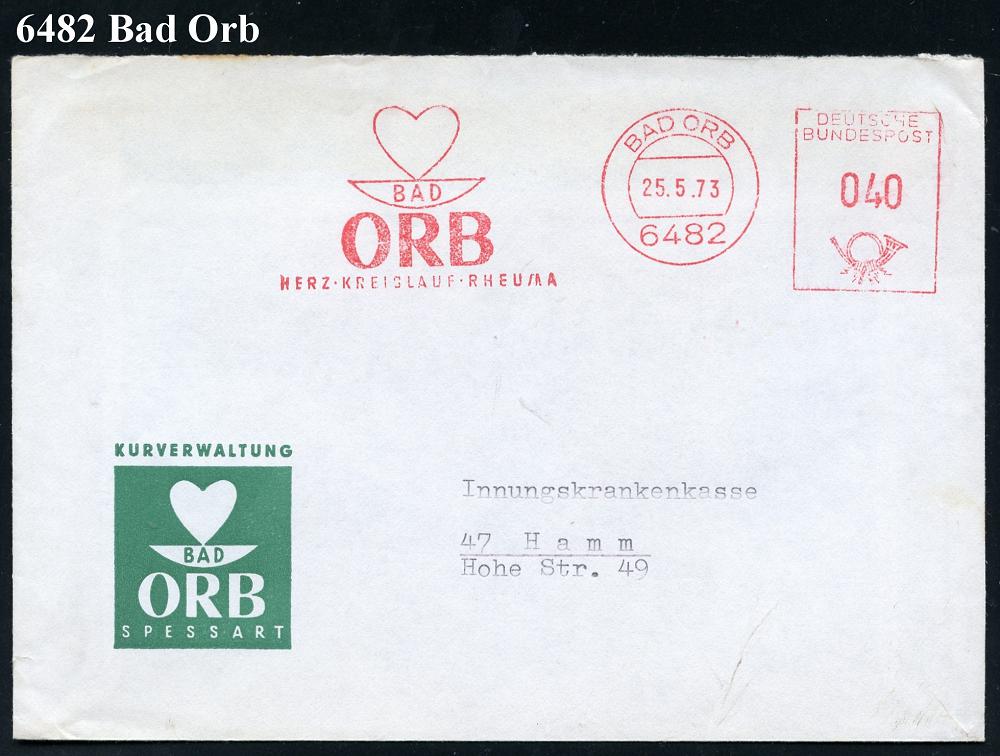 6482 Bad Orb
BAD
ORB
HERZ·KREISLAUF·RHEUMA
BAD ORB
25.5.73
6482
DEUTSCHE
BUNDESPOST
040
KURVERWALTUNG
BAD
ORB
SPESSART
Innungskrankenkasse
47 Hamm
Hohe Str. 49